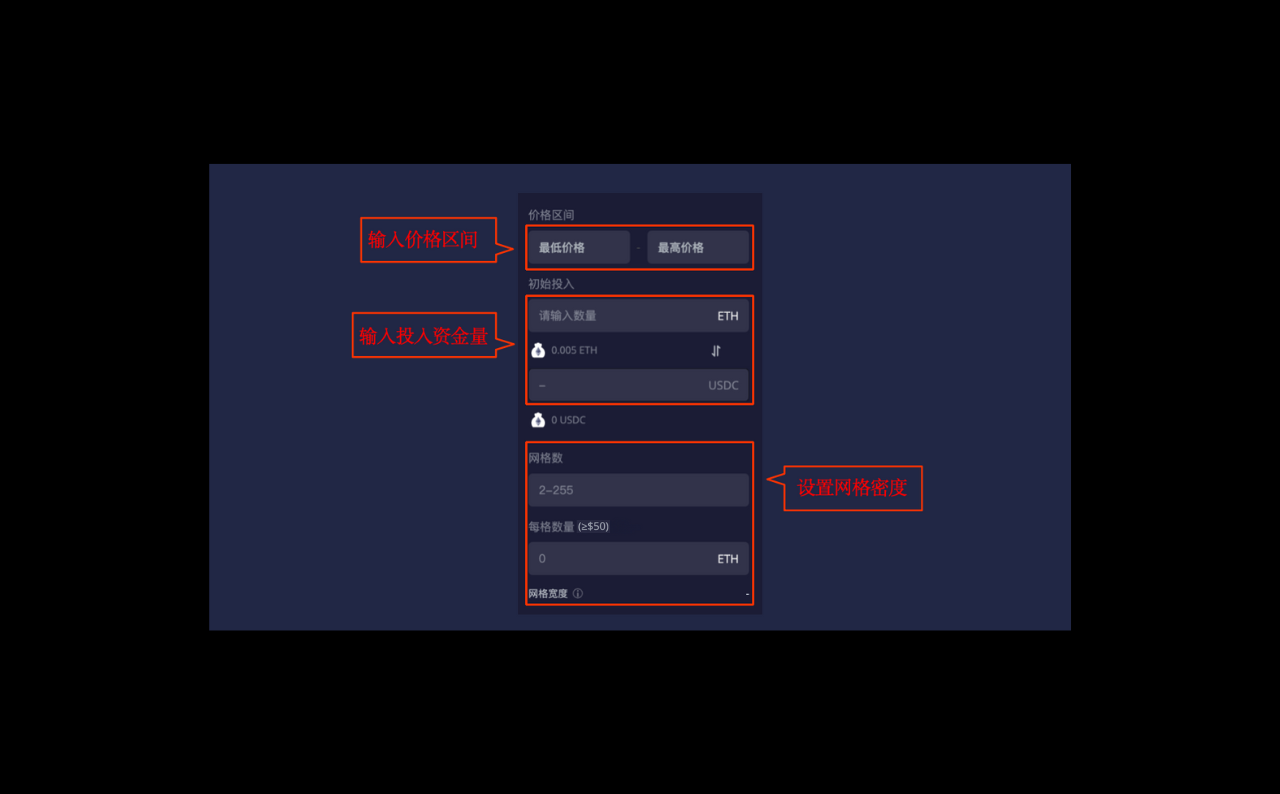 价格区间
输入价格区间
最低价格 - 最高价格
初始投入
请输入数量 ETH
输入投入资金量
0.005 ETH
– USDC
0 USDC
网格数
2–255
设置网格密度
每格数量 (≥$50)
0 ETH
网格宽度 ⓘ -